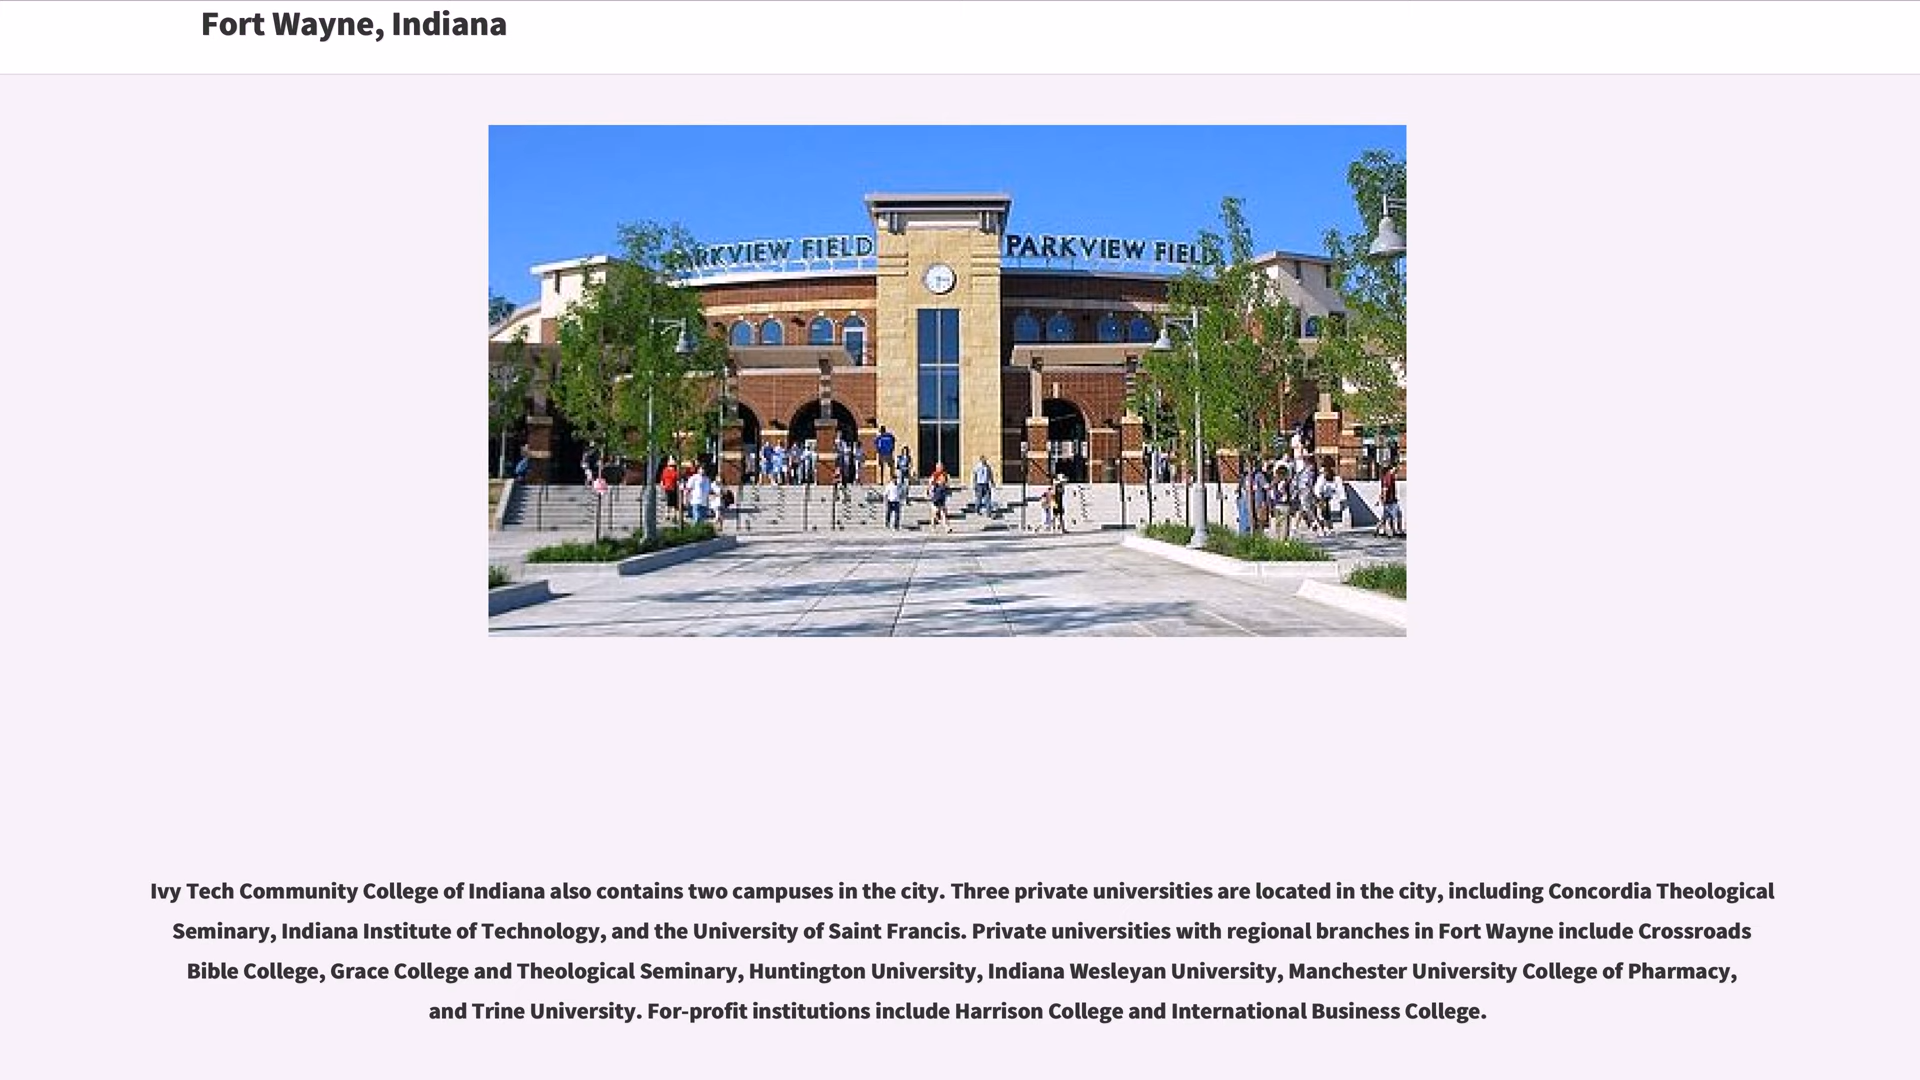 Fort Wayne, Indiana
ARKVIEW FIELD PARKVIEW FIELD
Ivy Tech Community College of Indiana also contains two campuses in the city. Three private universities are located in the city, including Concordia Theological
Seminary, Indiana Institute of Technology, and the University of Saint Francis. Private universities with regional branches in Fort Wayne include Crossroads
Bible College, Grace College and Theological Seminary, Huntington University, Indiana Wesleyan University, Manchester University College of Pharmacy,
and Trine University. For-profit institutions include Harrison College and International Business College.